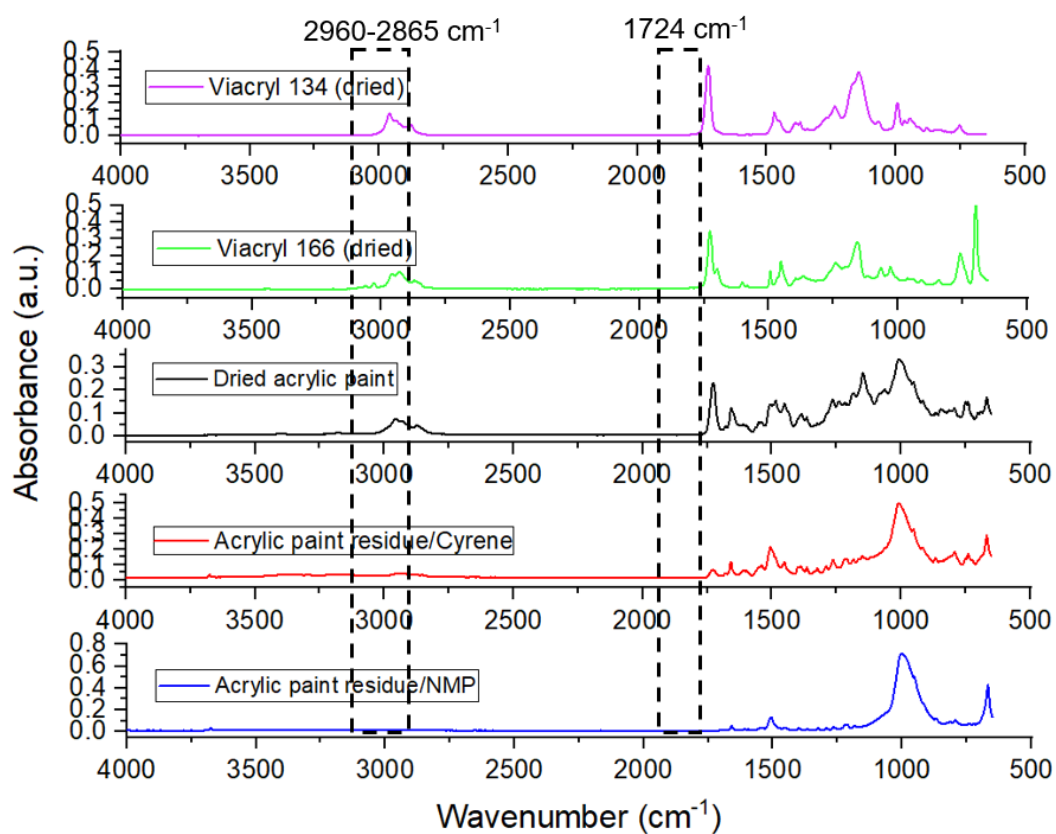 2960-2865 cm⁻¹ 1724 cm⁻¹
0.5
0.4
0.3
0.2
0.1
0.0
Viacryl 134 (dried)
4000 3500 3000 2500 2000 1500 1000 500
0.5
0.4
0.3
0.2
0.1
0.0
Viacryl 166 (dried)
4000 3500 3000 2500 2000 1500 1000 500
0.3
0.2
0.1
0.0
Dried acrylic paint
4000 3500 3000 2500 2000 1500 1000 500
0.5
0.4
0.3
0.2
0.1
0.0
Acrylic paint residue/Cyrene
4000 3500 3000 2500 2000 1500 1000 500
0.8
0.6
0.4
0.2
0.0
Acrylic paint residue/NMP
4000 3500 3000 2500 2000 1500 1000 500
Absorbance (a.u.)
Wavenumber (cm⁻¹)